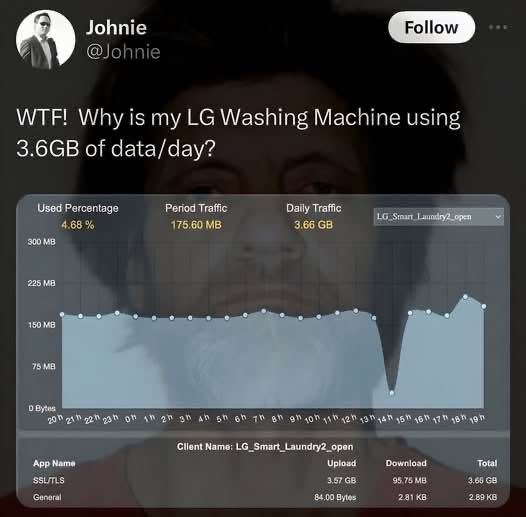 Johnie
@Johnie
Follow
WTF! Why is my LG Washing Machine using
3.6GB of data/day?
Used Percentage Period Traffic Daily Traffic
4.68 % 175.60 MB 3.66 GB
LG_Smart_Laundry2_open
300 MB
225 MB
150 MB
75 MB
0 Bytes
20 h 21 h 22 h 23 h 0 h 1 h 2 h 3 h 4 h 5 h 6 h 7 h 8 h 9 h 10 h 11 h 12 h 13 h 14 h 15 h 16 h 17 h 18 h 19 h
Client Name: LG_Smart_Laundry2_open
App Name Upload Download Total
SSL/TLS 3.57 GB 95.75 MB 3.66 GB
General 84.00 Bytes 2.81 KB 2.89 KB